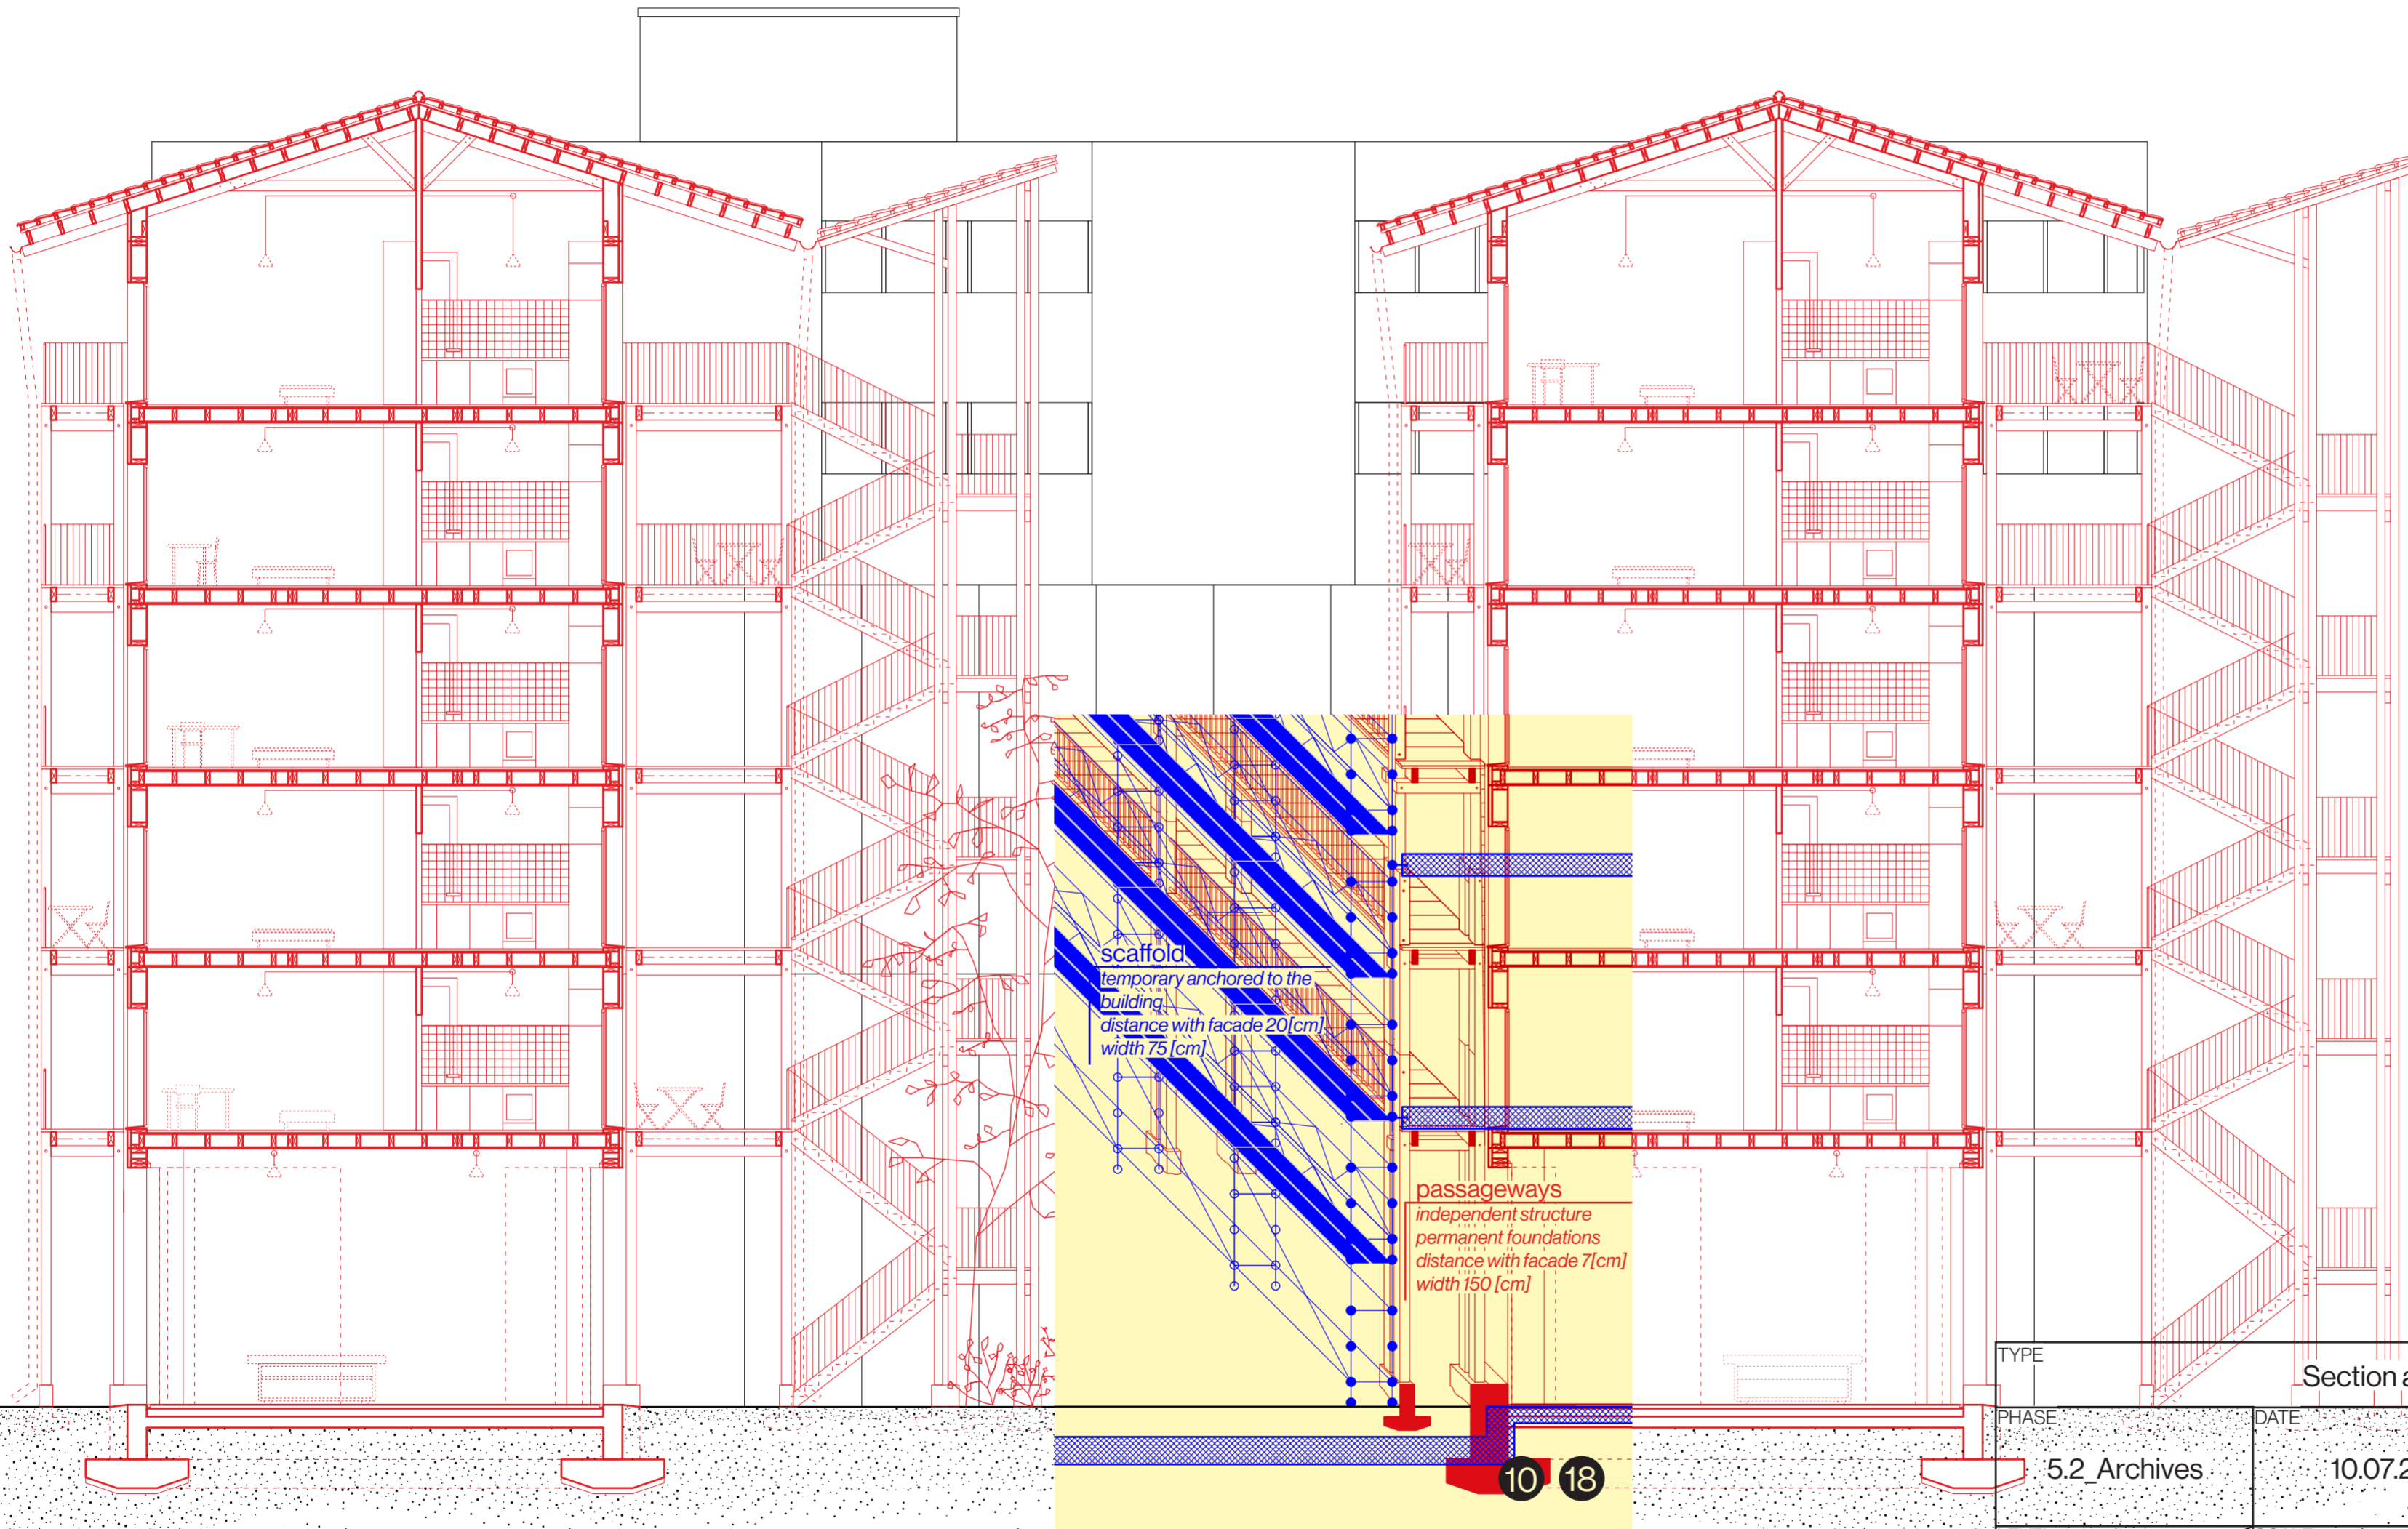 scaffold
temporary anchored to the
building
distance with facade 20[cm]
width 75 [cm]
passageways
independent structure
permanent foundations
distance with facade 7[cm]
width 150 [cm]
10 18
TYPE
Section a
PHASE
5.2_Archives
DATE
10.07.2